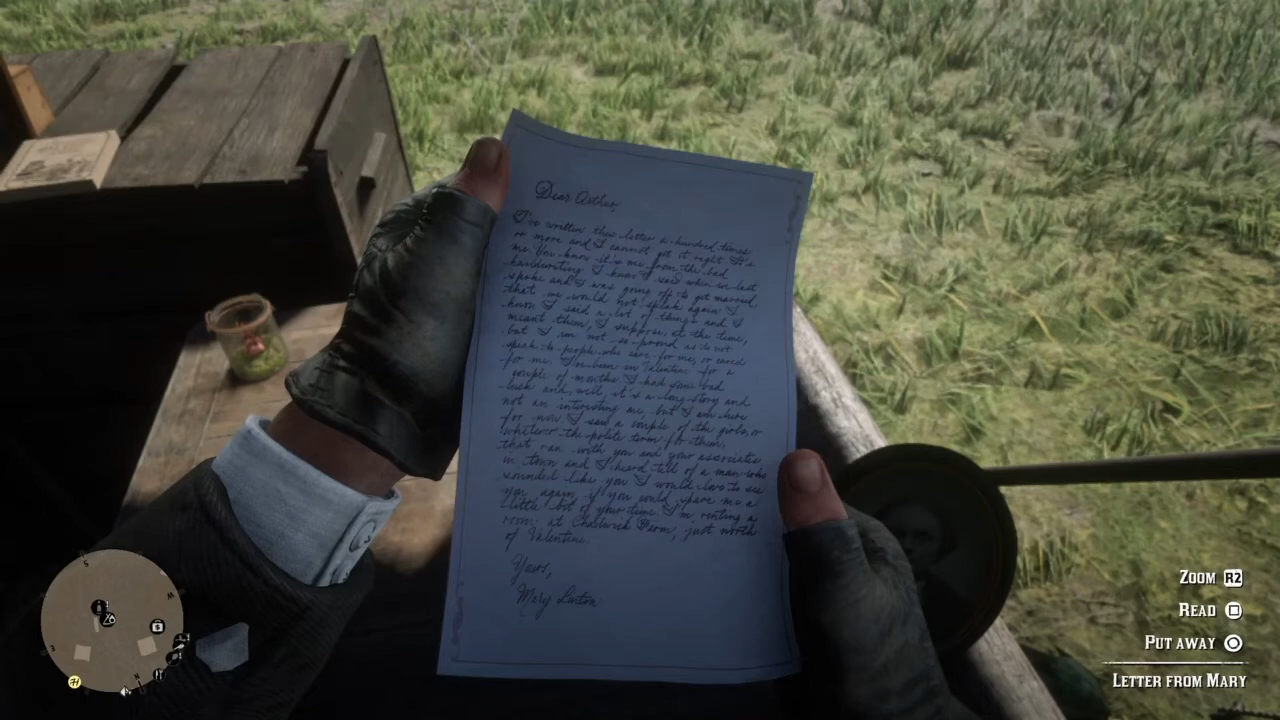 Dear Arthur,
I've written this letter a hundred times
or more and I cannot get it right. It's
me. You know it's me from the bad
handwriting. I know I said when we last
spoke and I was going off to get married
that we would not speak again. I
know I said a lot of things and I
meant them, I suppose, at the time,
but I am not so proud as to not
speak to people who care for me, or cared
for me. I've been in Valentine for a
couple of months. I had some bad
luck and, well, it is a long story and
not an interesting one, but I am here
for now. I saw a couple of the girls, or
whatever the polite term for them,
that ran with you and your associates
in town and I heard tell of a man who
sounded like you. I would love to see
you again if you could spare me a
little bit of your time. I'm renting a
room at Chadwick Farm, just north
of Valentine.
Yours,
Mary Linton
ZOOM R2
READ
PUT AWAY
LETTER FROM MARY